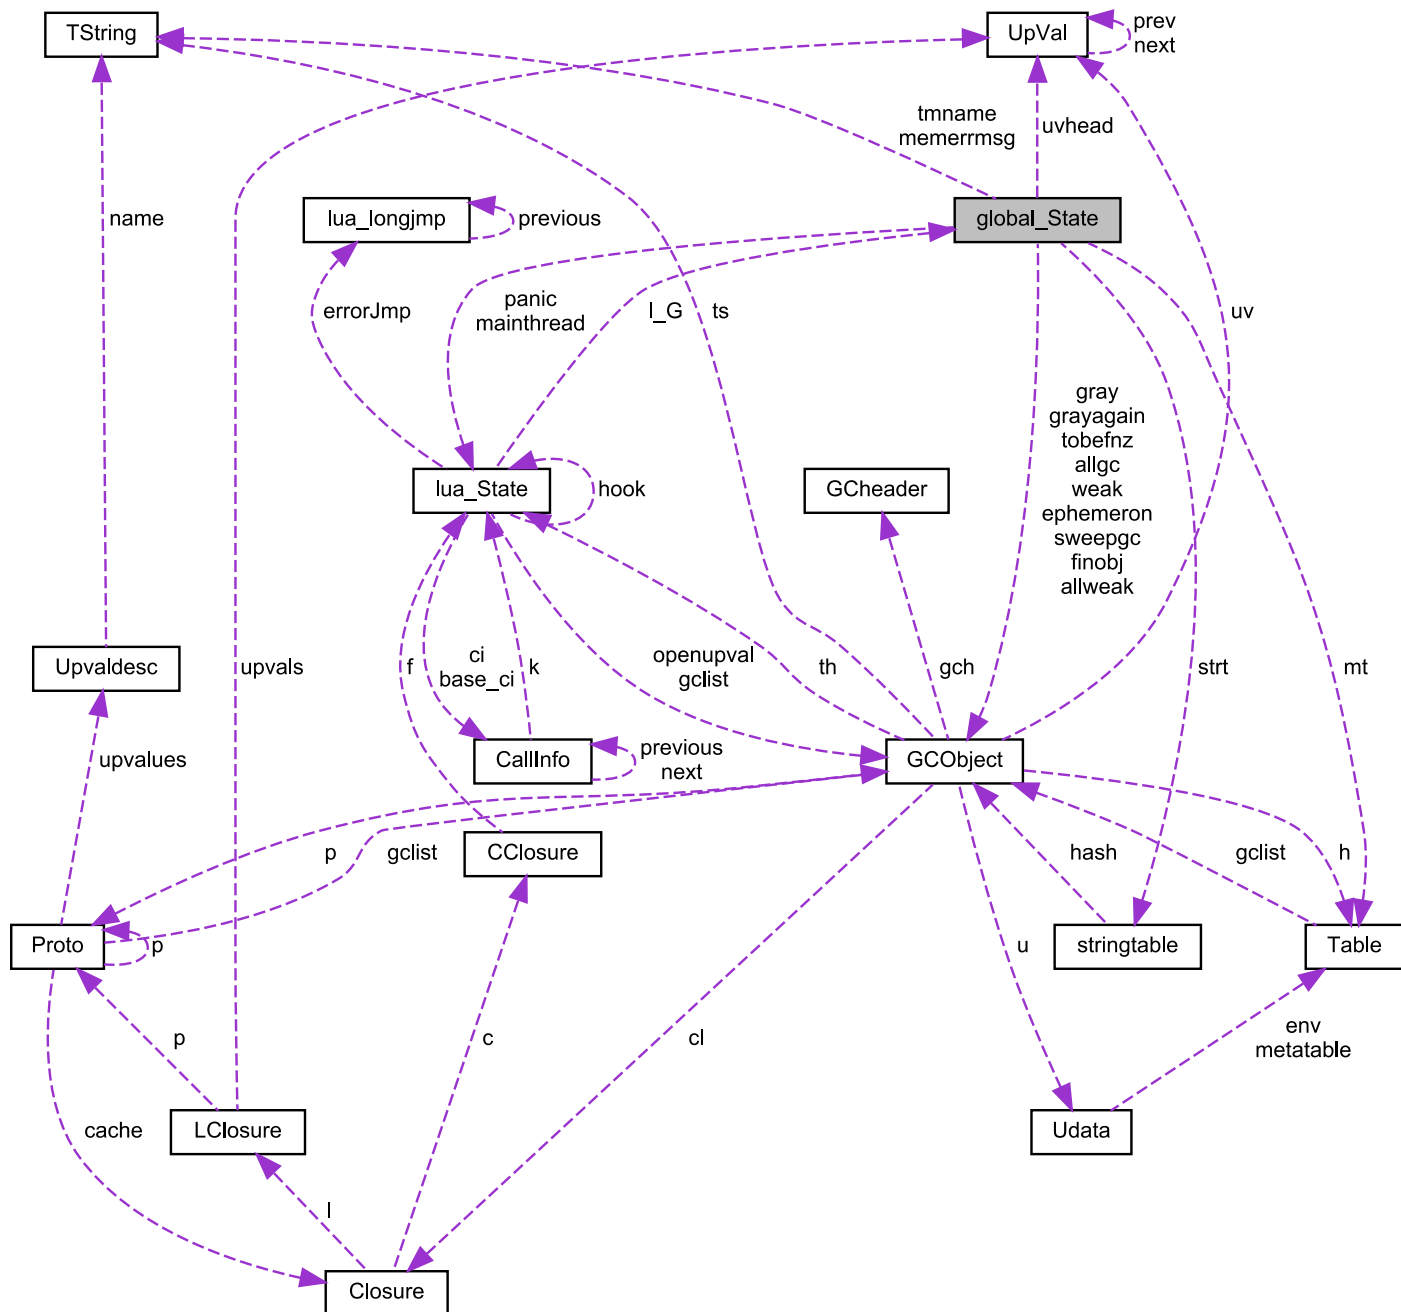 TString
UpVal
prev
next
tmname
memerrmsg
uvhead
name
lua_longjmp
previous
global_State
errorJmp
panic
mainthread
l_G
ts
uv
gray
grayagain
tobefnz
allgc
weak
ephemeron
sweepgc
finobj
allweak
lua_State
hook
GCheader
Upvaldesc
upvals
f
ci
base_ci
k
openupval
gclist
th
gch
strt
mt
upvalues
CallInfo
previous
next
GCObject
p
gclist
CClosure
hash
gclist
h
Proto
p
u
stringtable
Table
p
c
cl
env
metatable
cache
LClosure
Udata
l
Closure